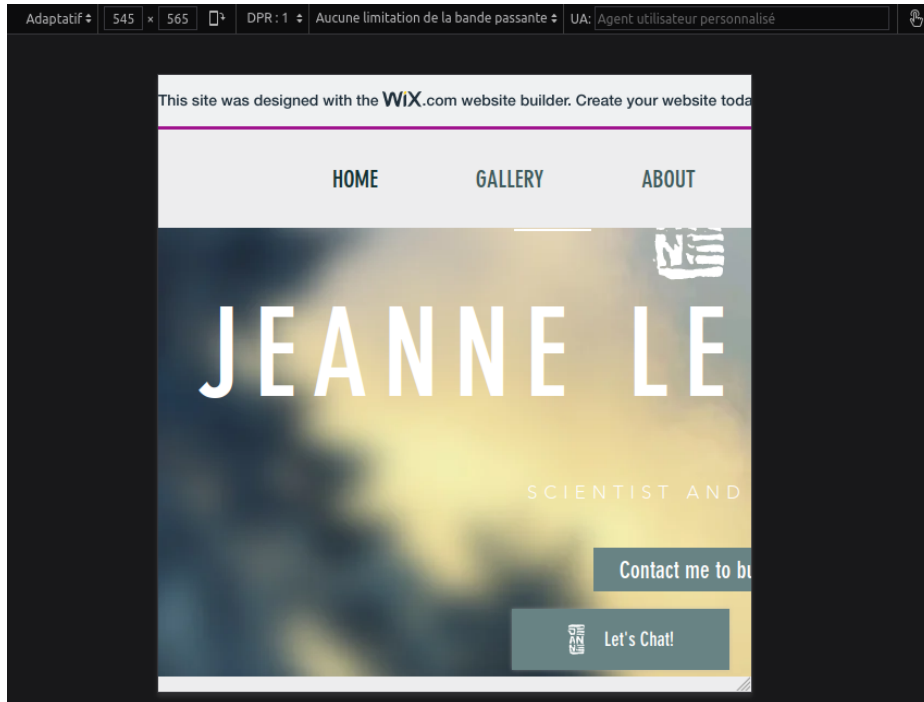 Adaptatif 545 × 565 DPR : 1 Aucune limitation de la bande passante UA: Agent utilisateur personnalisé
This site was designed with the WiX.com website builder. Create your website toda
HOME GALLERY ABOUT
JEANNE LE
SCIENTIST AND
Contact me to bu
Let's Chat!